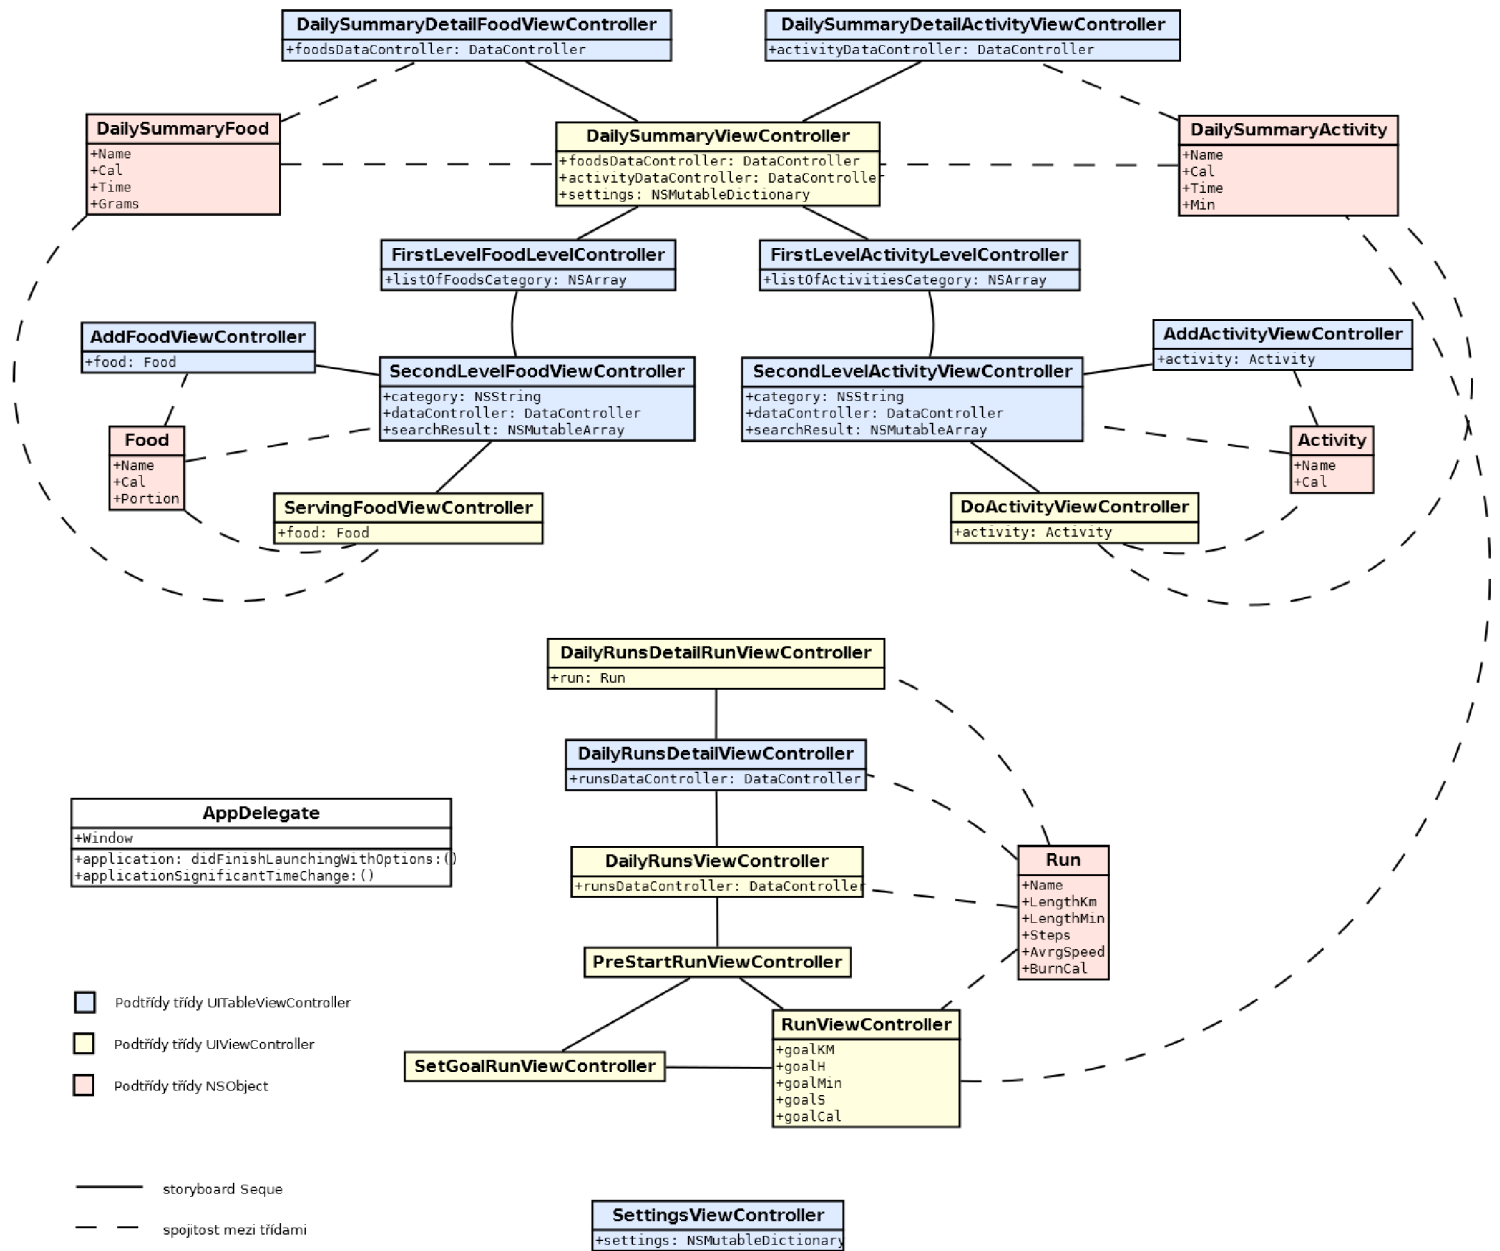 DailySummaryDetailFoodViewController
+foodsDataController: DataController
DailySummaryDetailActivityViewController
+activityDataController: DataController
DailySummaryFood
+Name
+Cal
+Time
+Grams
DailySummaryViewController
+foodsDataController: DataController
+activityDataController: DataController
+settings: NSMutableDictionary
DailySummaryActivity
+Name
+Cal
+Time
+Min
FirstLevelFoodLevelController
+listOfFoodsCategory: NSArray
FirstLevelActivityLevelController
+listOfActivitiesCategory: NSArray
AddFoodViewController
+food: Food
SecondLevelFoodViewController
+category: NSString
+dataController: DataController
+searchResult: NSMutableArray
SecondLevelActivityViewController
+category: NSString
+dataController: DataController
+searchResult: NSMutableArray
AddActivityViewController
+activity: Activity
Food
+Name
+Cal
+Portion
Activity
+Name
+Cal
ServingFoodViewController
+food: Food
DoActivityViewController
+activity: Activity
DailyRunsDetailRunViewController
+run: Run
DailyRunsDetailViewController
+runsDataController: DataController
AppDelegate
+Window
+application: didFinishLaunchingWithOptions:()
+applicationSignificantTimeChange:()
DailyRunsViewController
+runsDataController: DataController
Run
+Name
+LengthKm
+LengthMin
+Steps
+AvrgSpeed
+BurnCal
PreStartRunViewController
SetGoalRunViewController
RunViewController
+goalKM
+goalH
+goalMin
+goalS
+goalCal
Podtřídy třídy UITableViewController
Podtřídy třídy UIViewController
Podtřídy třídy NSObject
storyboard Seque
spojitost mezi třídami
SettingsViewController
+settings: NSMutableDictionary